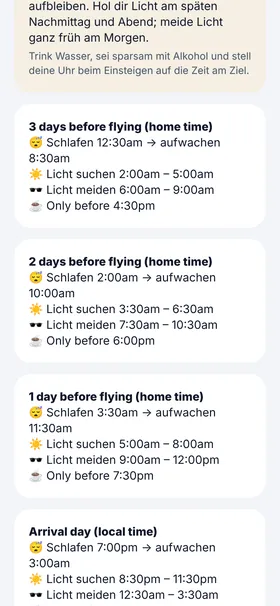 aufbleiben. Hol dir Licht am späten
Nachmittag und Abend; meide Licht
ganz früh am Morgen.
Trink Wasser, sei sparsam mit Alkohol und stell
deine Uhr beim Einsteigen auf die Zeit am Ziel.
3 days before flying (home time)
😴 Schlafen 12:30am → aufwachen
8:30am
☀️ Licht suchen 2:00am – 5:00am
🕶️ Licht meiden 6:00am – 9:00am
☕ Only before 4:30pm
2 days before flying (home time)
😴 Schlafen 2:00am → aufwachen
10:00am
☀️ Licht suchen 3:30am – 6:30am
🕶️ Licht meiden 7:30am – 10:30am
☕ Only before 6:00pm
1 day before flying (home time)
😴 Schlafen 3:30am → aufwachen
11:30am
☀️ Licht suchen 5:00am – 8:00am
🕶️ Licht meiden 9:00am – 12:00pm
☕ Only before 7:30pm
Arrival day (local time)
😴 Schlafen 7:00pm → aufwachen
3:00am
☀️ Licht suchen 8:30pm – 11:30pm
🕶️ Licht meiden 12:30am – 3:30am